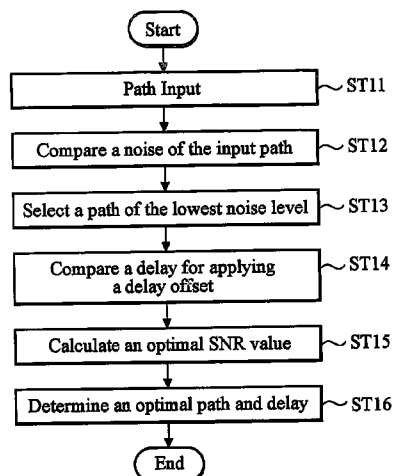 Start
Path Input
ST11
Compare a noise of the input path
ST12
Select a path of the lowest noise level
ST13
Compare a delay for applying
a delay offset
ST14
Calculate an optimal SNR value
ST15
Determine an optimal path and delay
ST16
End